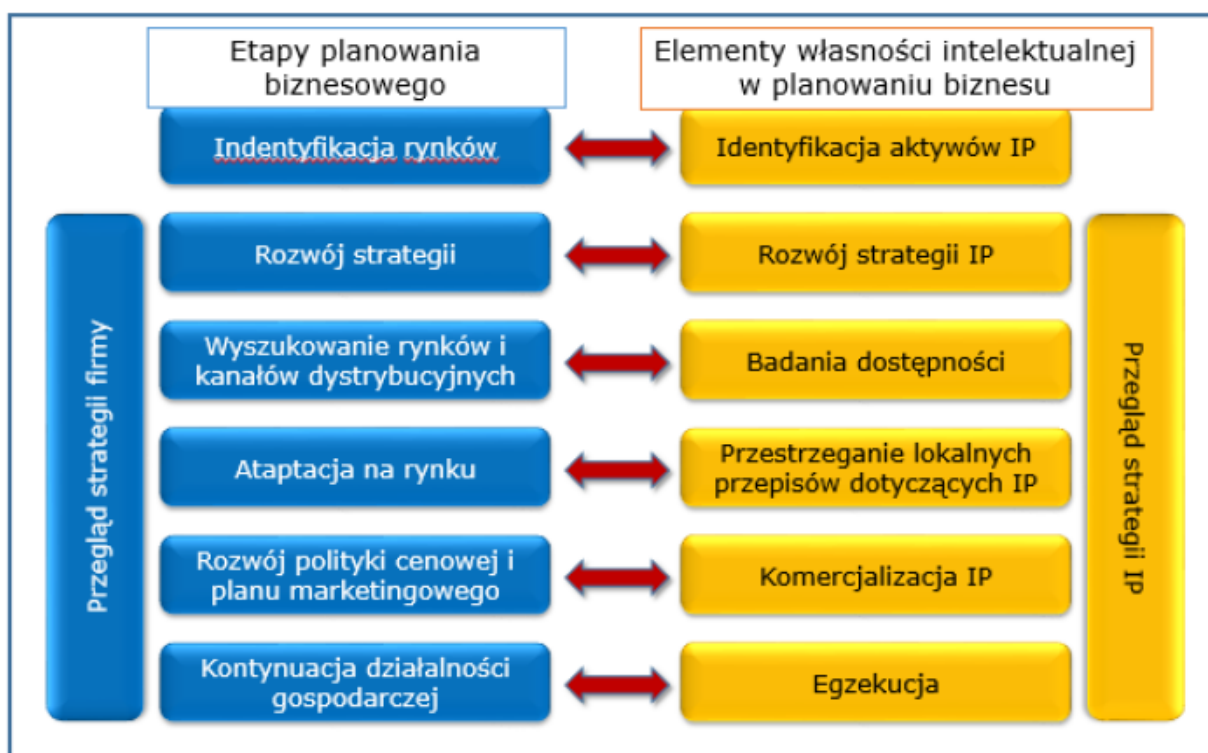 Etapy planowania
biznesowego
Elementy własności intelektualnej
w planowaniu biznesu
Indentyfikacja rynków
Identyfikacja aktywów IP
Przegląd strategii firmy
Rozwój strategii
Rozwój strategii IP
Wyszukowanie rynków i
kanałów dystrybucyjnych
Badania dostępności
Ataptacja na rynku
Przestrzeganie lokalnych
przepisów dotyczących IP
Rozwój polityki cenowej i
planu marketingowego
Komercjalizacja IP
Kontynuacja działalności
gospodarczej
Egzekucja
Przegląd strategii IP